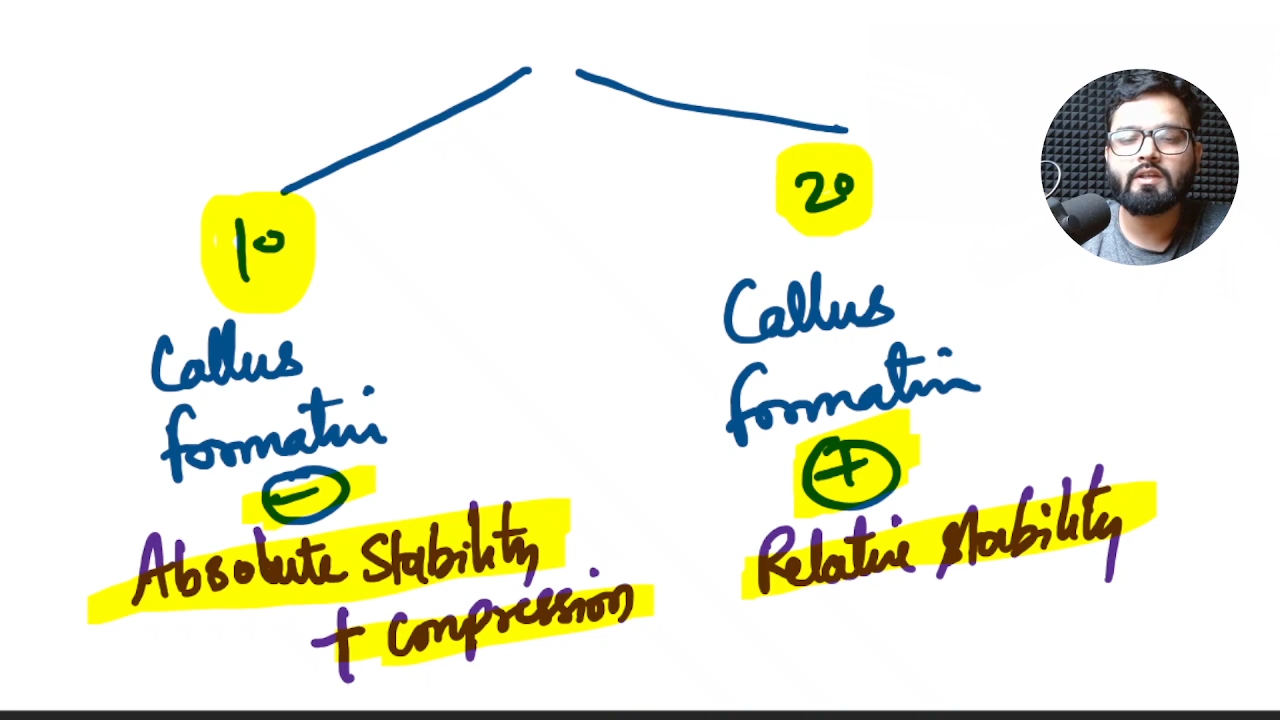 1°
Callus
formation
-
Absolute Stability
+ Compression
2°
Callus
formation
+
Relative stability